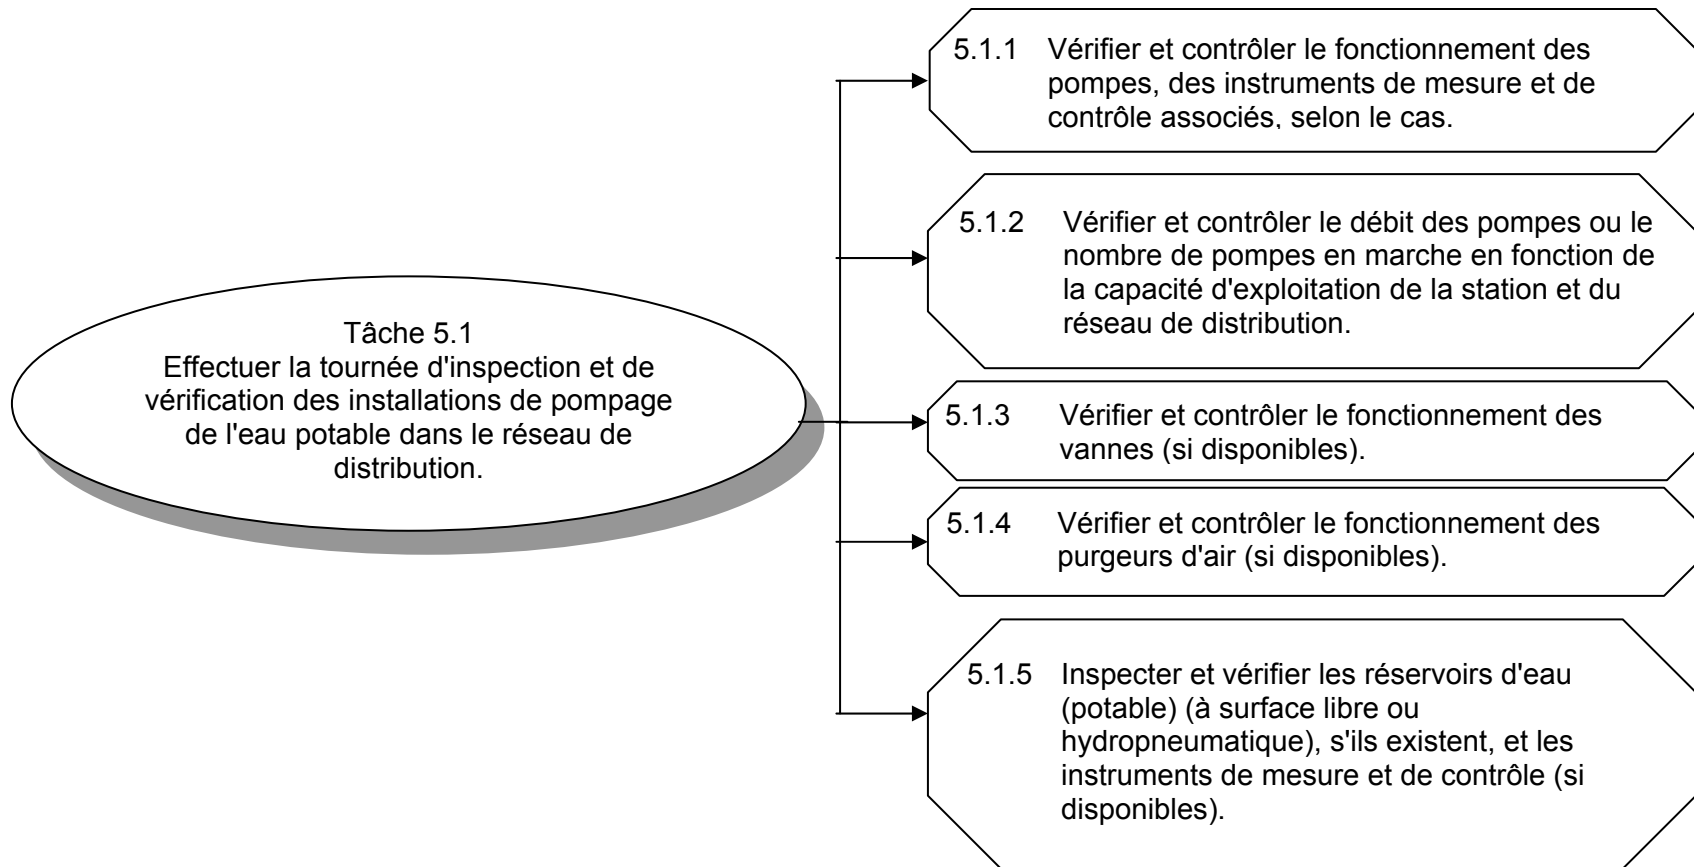 Tâche 5.1
Effectuer la tournée d'inspection et de
vérification des installations de pompage
de l'eau potable dans le réseau de
distribution.
5.1.1 Vérifier et contrôler le fonctionnement des
pompes, des instruments de mesure et de
contrôle associés, selon le cas.
5.1.2 Vérifier et contrôler le débit des pompes ou le
nombre de pompes en marche en fonction de
la capacité d'exploitation de la station et du
réseau de distribution.
5.1.3 Vérifier et contrôler le fonctionnement des
vannes (si disponibles).
5.1.4 Vérifier et contrôler le fonctionnement des
purgeurs d'air (si disponibles).
5.1.5 Inspecter et vérifier les réservoirs d'eau
(potable) (à surface libre ou
hydropneumatique), s'ils existent, et les
instruments de mesure et de contrôle (si
disponibles).